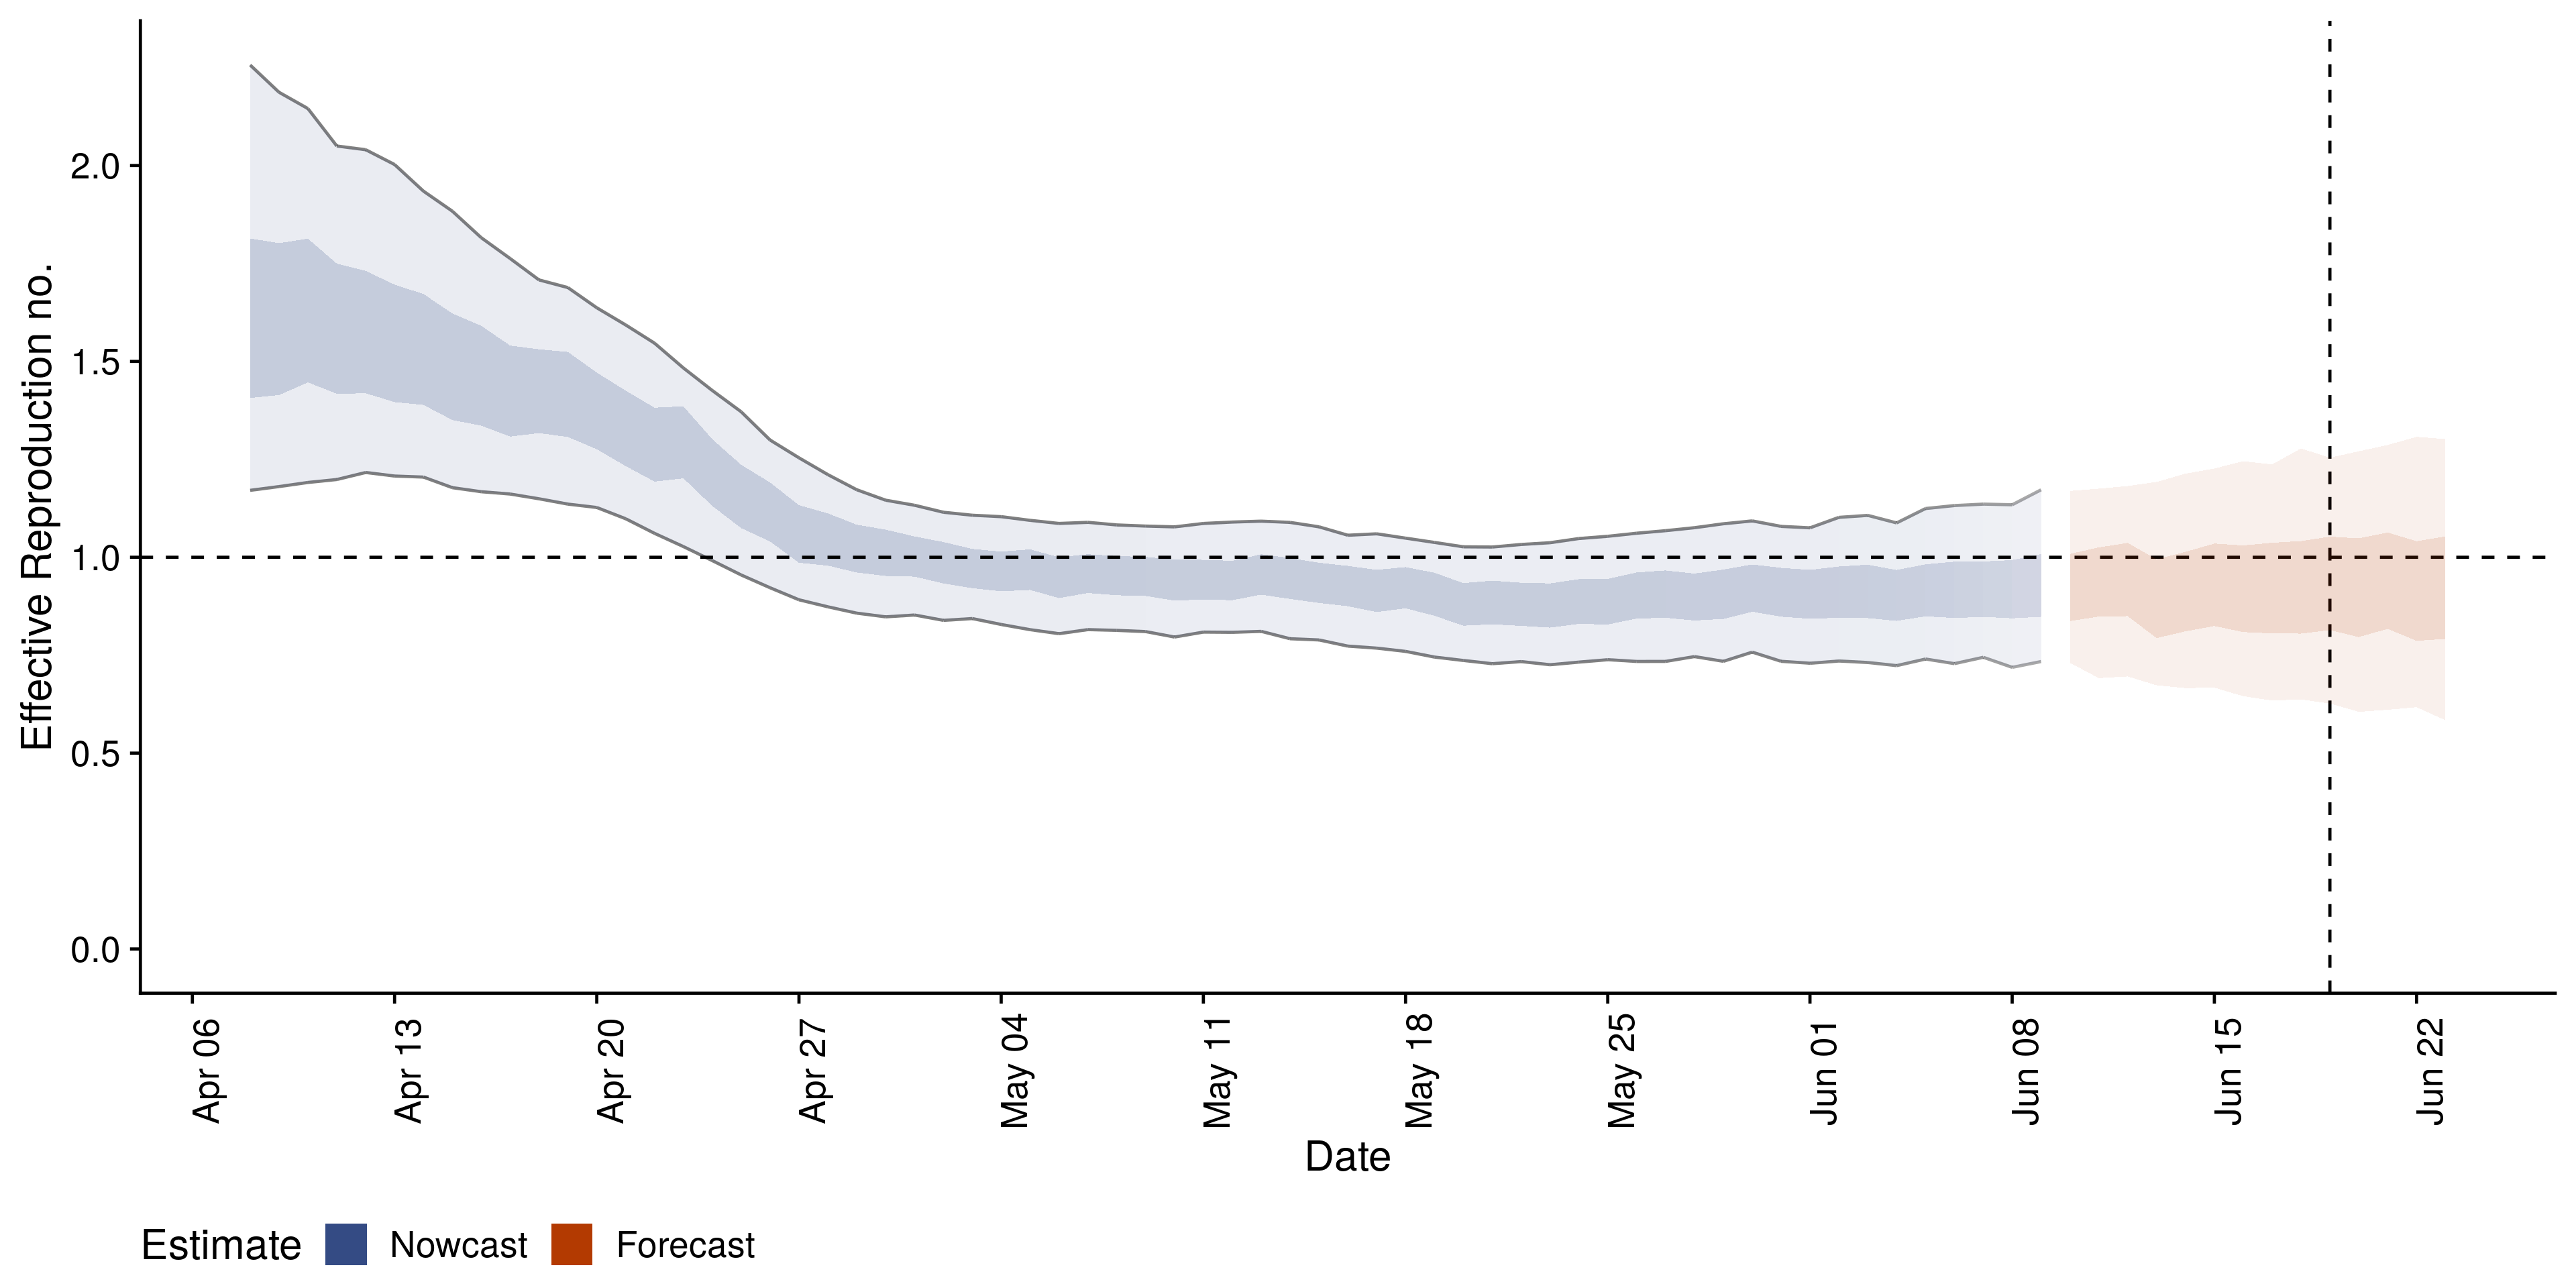 Effective Reproduction no.
2.0
1.5
1.0
0.5
0.0
Apr 06
Apr 13
Apr 20
Apr 27
May 04
May 11
May 18
May 25
Jun 01
Jun 08
Jun 15
Jun 22
Date
Estimate Nowcast Forecast